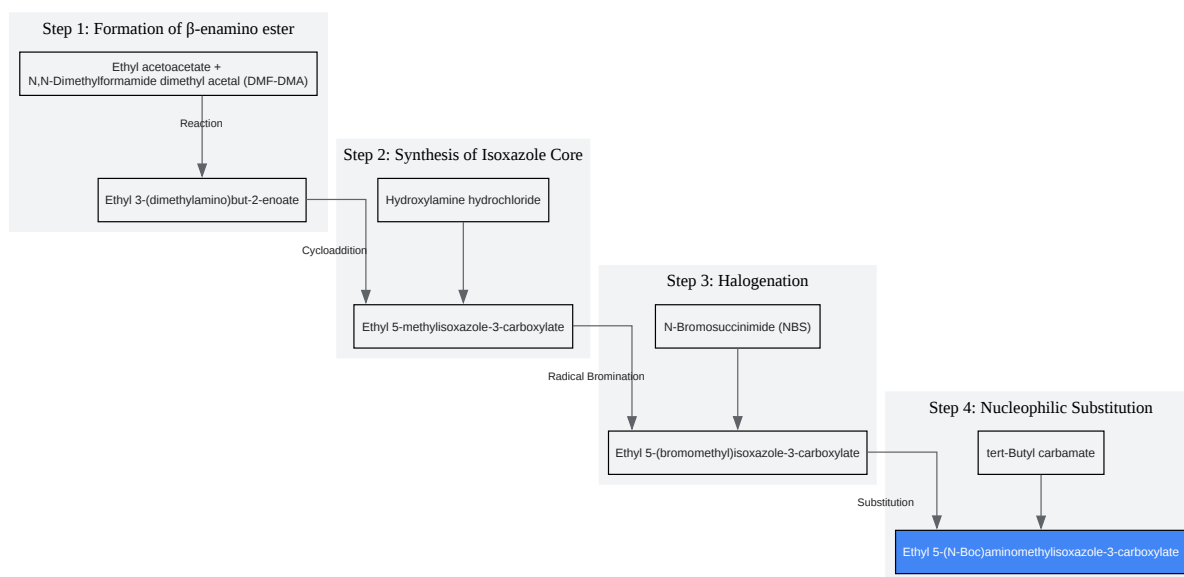 Step 1: Formation of β-enamino ester
Ethyl acetoacetate +
N,N-Dimethylformamide dimethyl acetal (DMF-DMA)
Reaction
Ethyl 3-(dimethylamino)but-2-enoate
Step 2: Synthesis of Isoxazole Core
Hydroxylamine hydrochloride
Cycloaddition
Ethyl 5-methylisoxazole-3-carboxylate
Step 3: Halogenation
N-Bromosuccinimide (NBS)
Radical Bromination
Ethyl 5-(bromomethyl)isoxazole-3-carboxylate
Step 4: Nucleophilic Substitution
tert-Butyl carbamate
Substitution
Ethyl 5-(N-Boc)aminomethylisoxazole-3-carboxylate